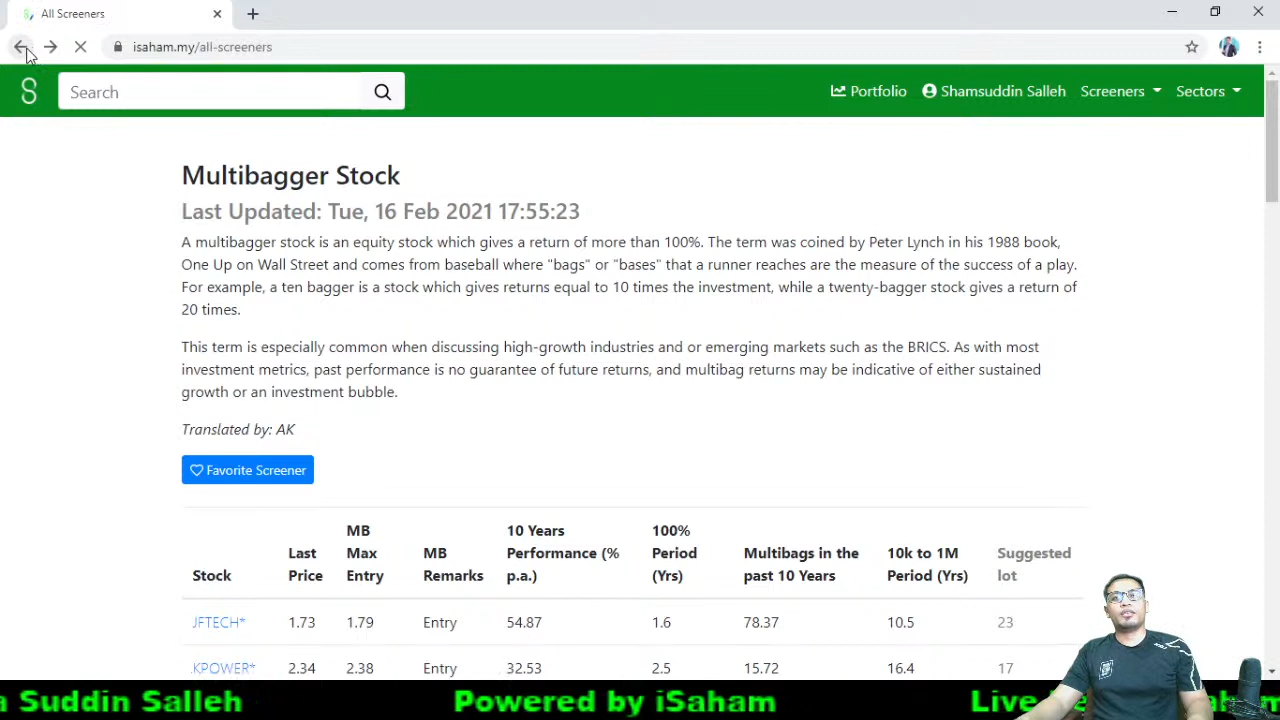 All Screeners
isaham.my/all-screeners
Search
Portfolio Shamsuddin Salleh Screeners Sectors
Multibagger Stock
Last Updated: Tue, 16 Feb 2021 17:55:23
A multibagger stock is an equity stock which gives a return of more than 100%. The term was coined by Peter Lynch in his 1988 book,
One Up on Wall Street and comes from baseball where "bags" or "bases" that a runner reaches are the measure of the success of a play.
For example, a ten bagger is a stock which gives returns equal to 10 times the investment, while a twenty-bagger stock gives a return of
20 times.
This term is especially common when discussing high-growth industries and or emerging markets such as the BRICS. As with most
investment metrics, past performance is no guarantee of future returns, and multibag returns may be indicative of either sustained
growth or an investment bubble.
Translated by: AK
Favorite Screener
Stock Last Price MB Max Entry MB Remarks 10 Years Performance (% p.a.) 100% Period (Yrs) Multibags in the past 10 Years 10k to 1M Period (Yrs) Suggested lot
JFTECH* 1.73 1.79 Entry 54.87 1.6 78.37 10.5 23
KPOWER* 2.34 2.38 Entry 32.53 2.5 15.72 16.4 17
a Suddin Salleh Powered by iSaham Live